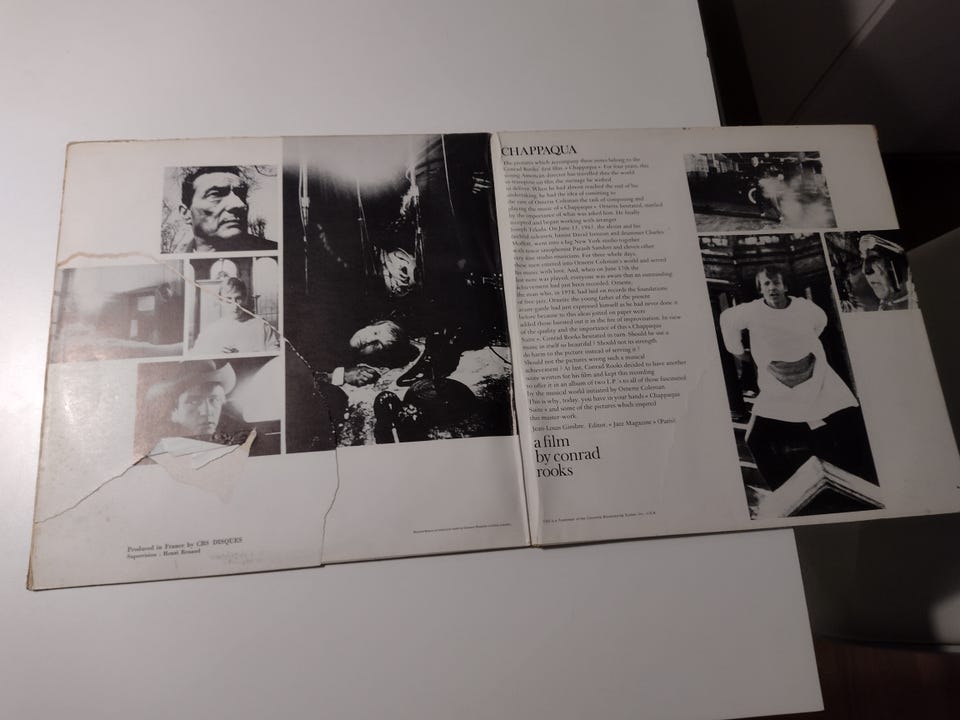 Produced in France by CBS DISQUES
Supervision : Henri Renaud
CHAPPAQUA
The pictures which accompany these notes belong to the
Conrad Rooks' first film, « Chappaqua ». For four years, this
young American director has travelled thru the world
to transpose on film, the message he wished
to deliver. When he had almost reached the end of his
undertaking, he had the idea of
the care of Ornette Coleman the task of composing and
playing the music of « Chappaqua ». Ornette hesitated, startled
by the importance of what was asked him. He finally
accepted and began working with arranger
Joseph Tekula. On June 15, 1965, the altoist and his
faithful sidemen, bassist David Izenzon and drummer Charles
Moffett, went into a big New York studio together
with tenor saxophonist Pharoah Sanders and eleven other
very fine studio musicians. For three whole days,
these men entered into Ornette Coleman's world and served
his music with love. And, when on June 17th the
last note was played, everyone was aware that an outstanding
achievement had just been recorded. Ornette,
the man who, in 1958, had laid on records the foundations
of free jazz, Ornette the young father of the present
avant-garde had just expressed himself as he had never done it
before because to this ideas jotted on paper were
added those bursted out in the fire of improvisation. In view
of the quality and the importance of this « Chappaqua
Suite », Conrad Rooks hesitated in turn. Should he use a
music in itself so beautiful ? Should not its strength
do harm to the picture instead of serving it ?
Should not the pictures wrong such a musical
achievement ? At last, Conrad Rooks decided to have another
score written for his film and kept this recording
to offer it in an album of two L.P.'s to all of those fascinated
by the musical world initiated by Ornette Coleman.
This is why, today, you have in your hands « Chappaqua
Suite » and some of the pictures which inspired
this master-work.
Jean-Louis Ginibre. Editor. « Jazz Magazine » (Paris).
a film
by conrad
rooks